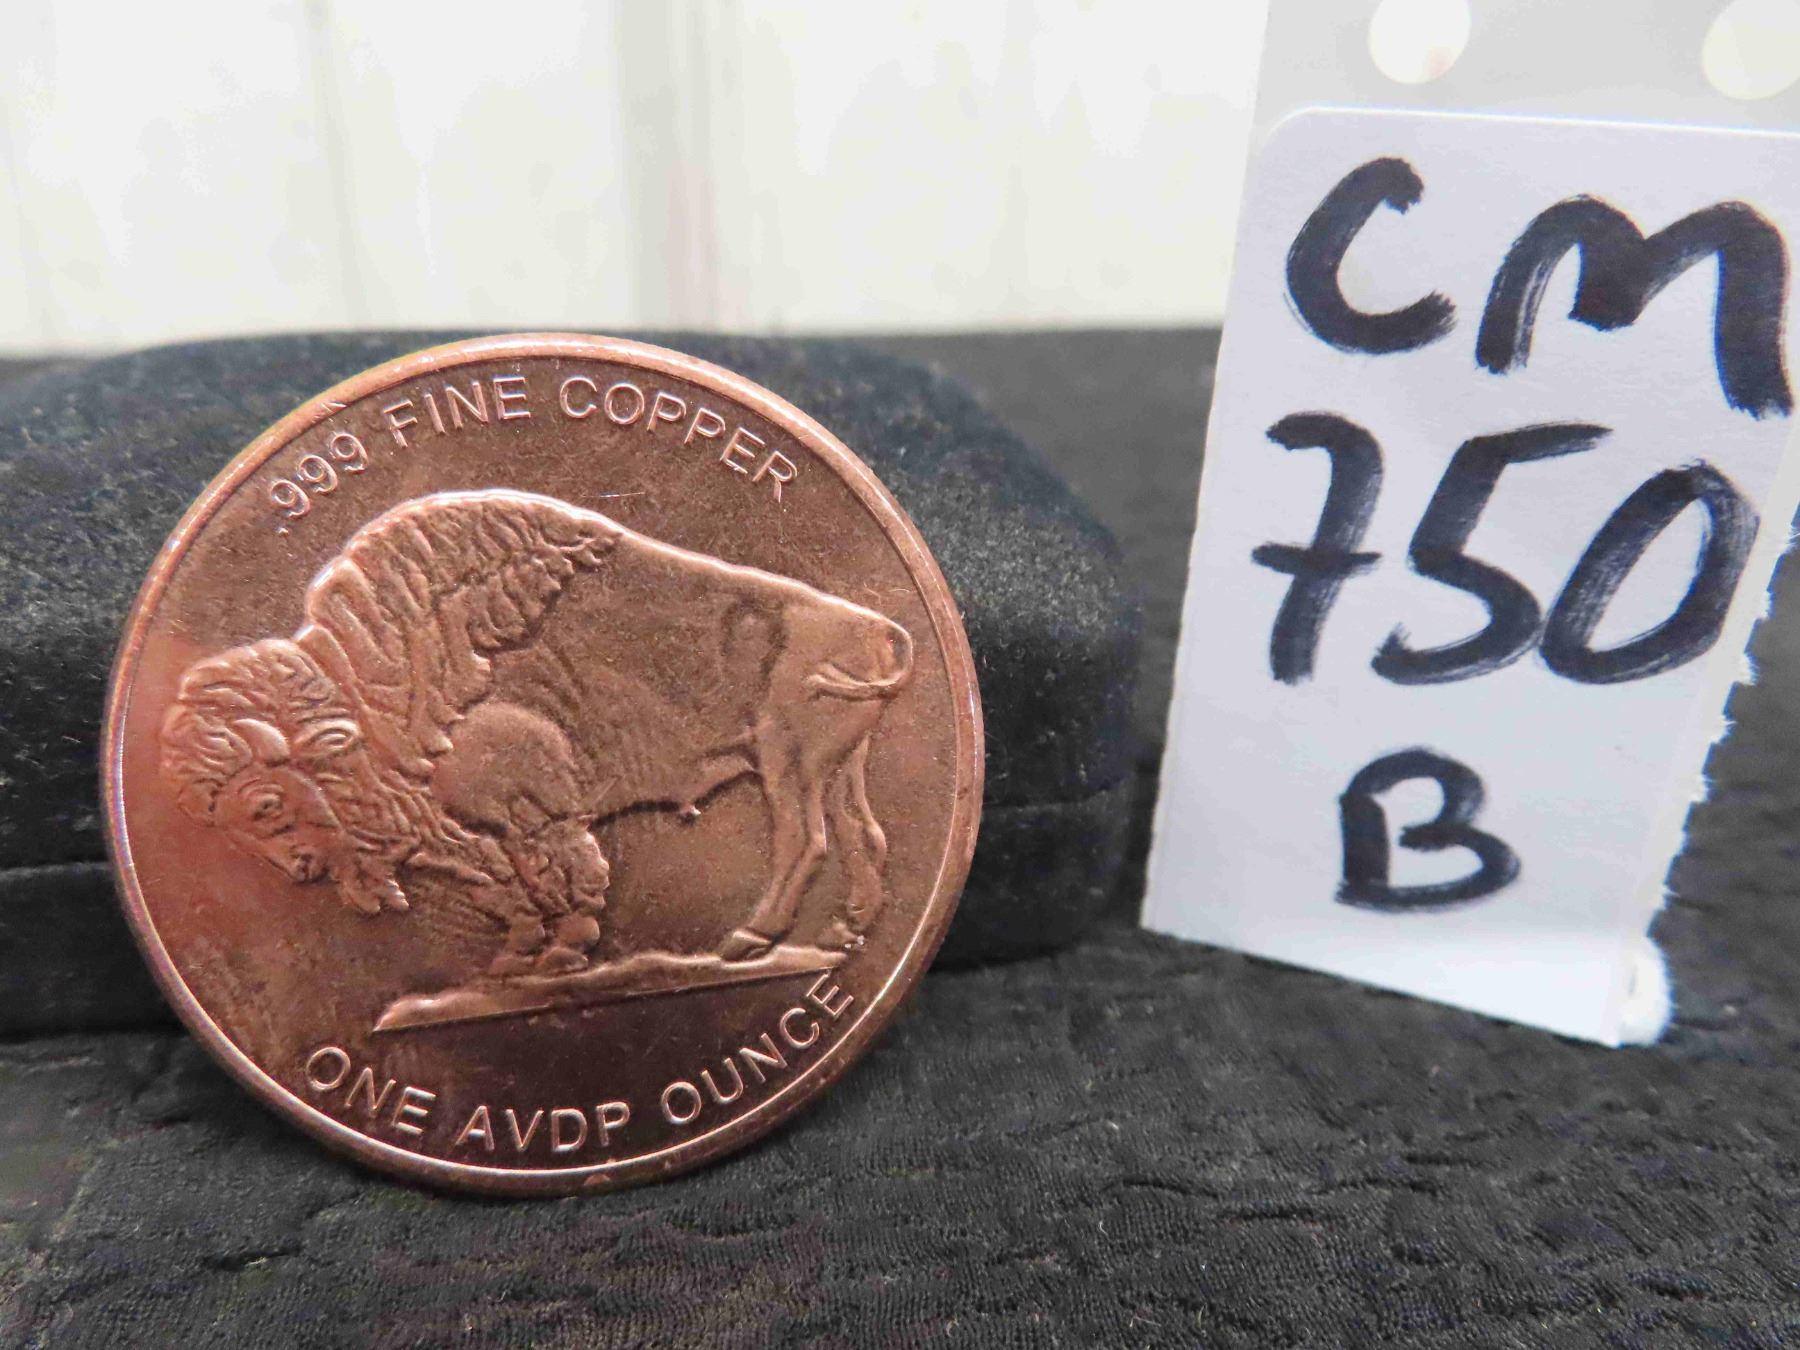 .999 FINE COPPER
ONE AVDP OUNCE
CM
750
B